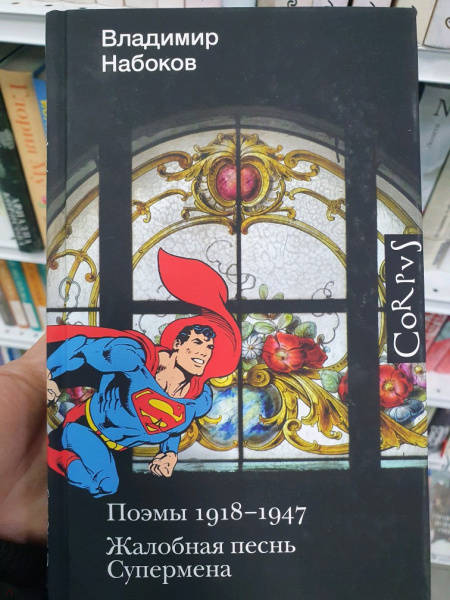 Владимир
Набоков
CORPVS
Поэмы 1918–1947
Жалобная песнь
Супермена